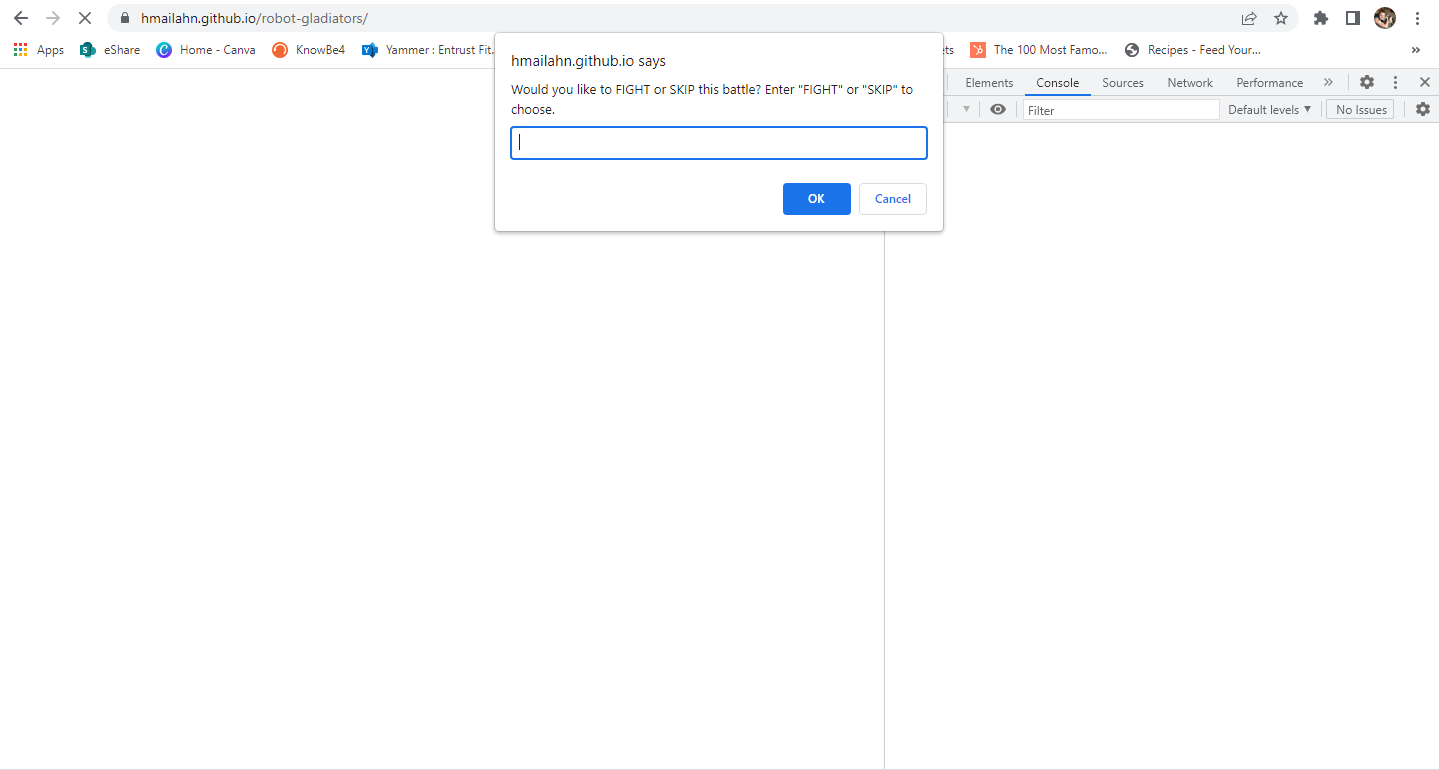 hmailahn.github.io/robot-gladiators/
Apps eShare Home - Canva KnowBe4 Yammer : Entrust Fit... ets The 100 Most Famo... Recipes - Feed Your... »
hmailahn.github.io says
Would you like to FIGHT or SKIP this battle? Enter "FIGHT" or "SKIP" to
choose.
OK Cancel
Elements Console Sources Network Performance »
Filter Default levels ▼ No Issues